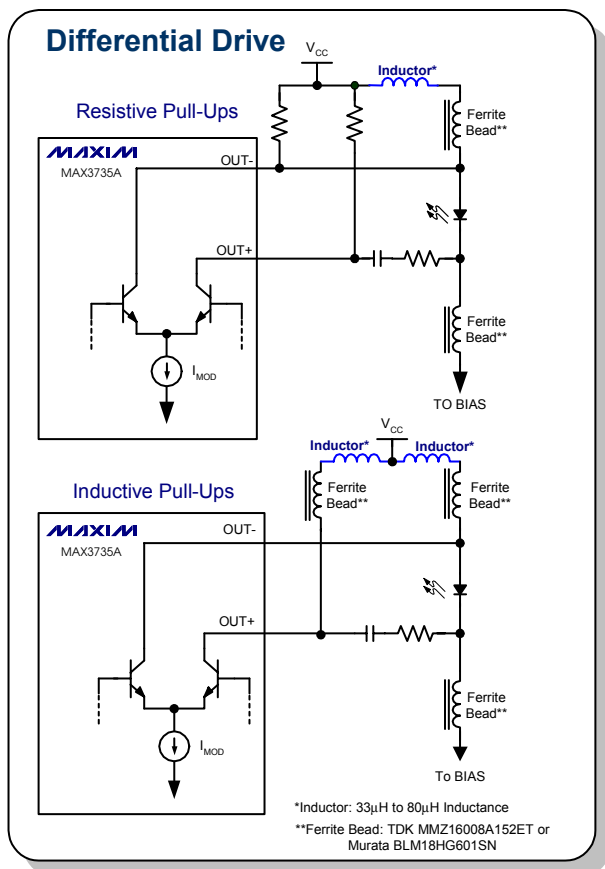 Differential Drive
VCC
Inductor*
Resistive Pull-Ups
Ferrite
Bead**
MAXIM
MAX3735A
OUT-
OUT+
Ferrite
Bead**
IMOD
TO BIAS
VCC
Inductor*
Inductor*
Inductive Pull-Ups
Ferrite
Bead**
Ferrite
Bead**
MAXIM
MAX3735A
OUT-
OUT+
Ferrite
Bead**
IMOD
To BIAS
*Inductor: 33μH to 80μH Inductance
**Ferrite Bead: TDK MMZ16008A152ET or
Murata BLM18HG601SN